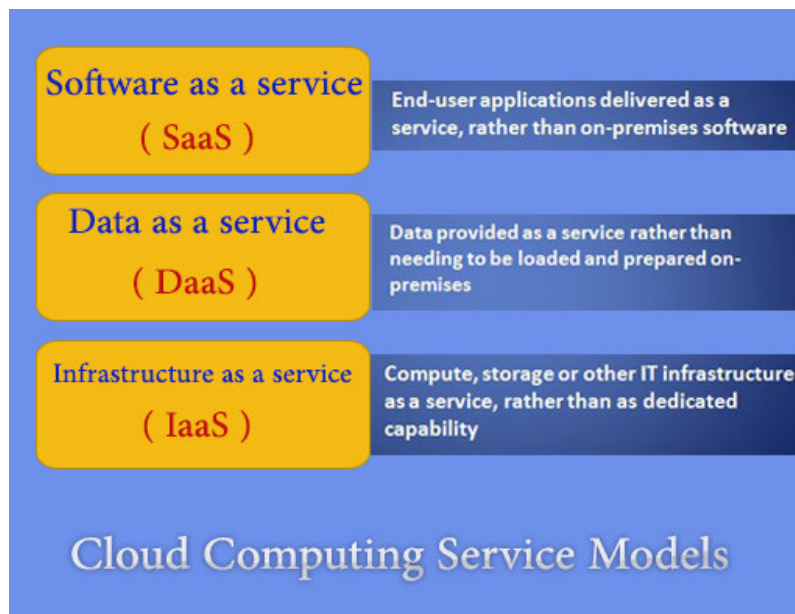 Software as a service
( SaaS )
End-user applications delivered as a
service, rather than on-premises software
Data as a service
( DaaS )
Data provided as a service rather than
needing to be loaded and prepared on-
premises
Infrastructure as a service
( IaaS )
Compute, storage or other IT infrastructure
as a service, rather than as dedicated
capability
Cloud Computing Service Models